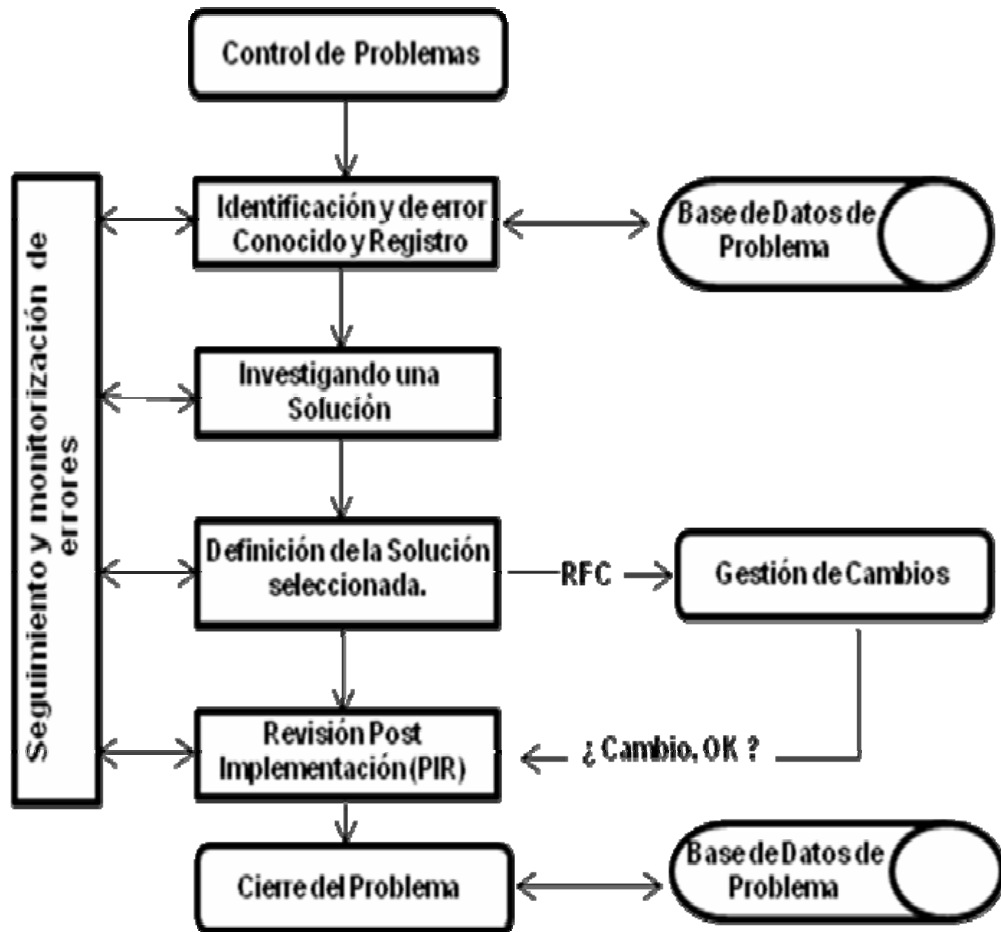 Control de Problemas
Identificación y de error
Conocido y Registro
Base de Datos de
Problema
Seguimiento y monitorización de
errores
Investigando una
Solución
Definición de la Solución
seleccionada.
RFC
Gestión de Cambios
Revisión Post
Implementación (PIR)
¿ Cambio, OK ?
Cierre del Problema
Base de Datos de
Problema